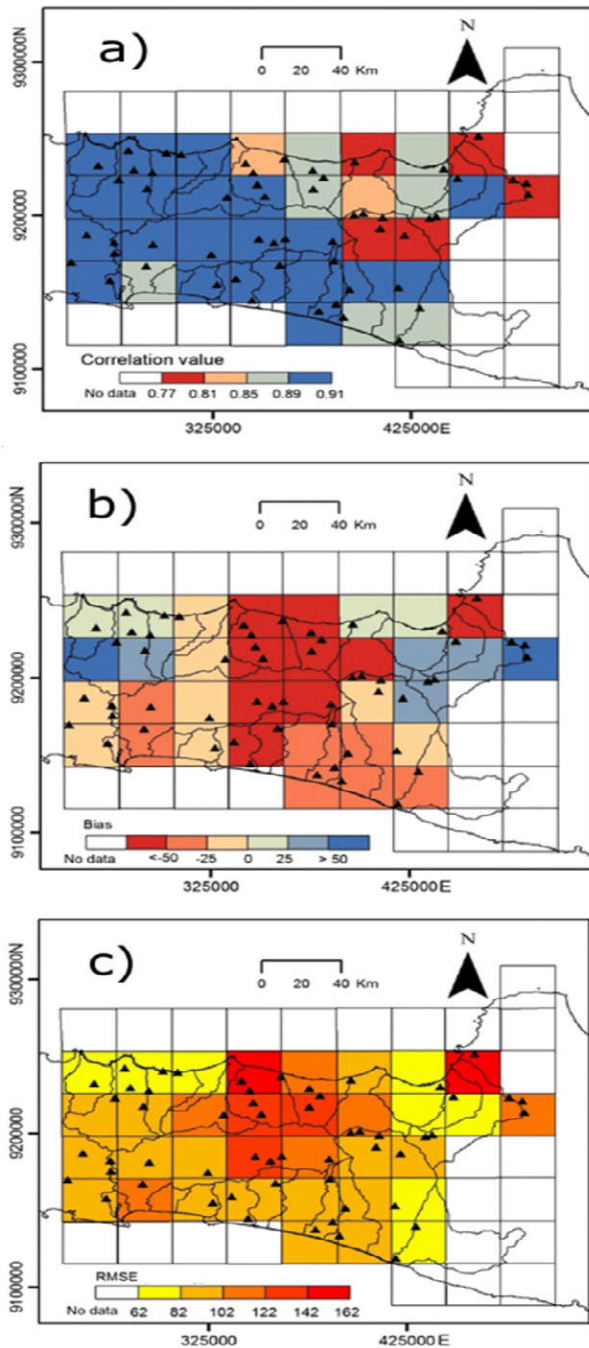 a)
0 20 40 Km
N
9300000N
9200000
9100000
Correlation value
No data 0.77 0.81 0.85 0.89 0.91
325000 425000E
b)
0 20 40 Km
N
9300000N
9200000
9100000
Bias
No data <-50 -25 0 25 > 50
325000 425000E
c)
0 20 40 Km
N
9300000N
9200000
9100000
RMSE
No data 62 82 102 122 142 162
325000 425000E